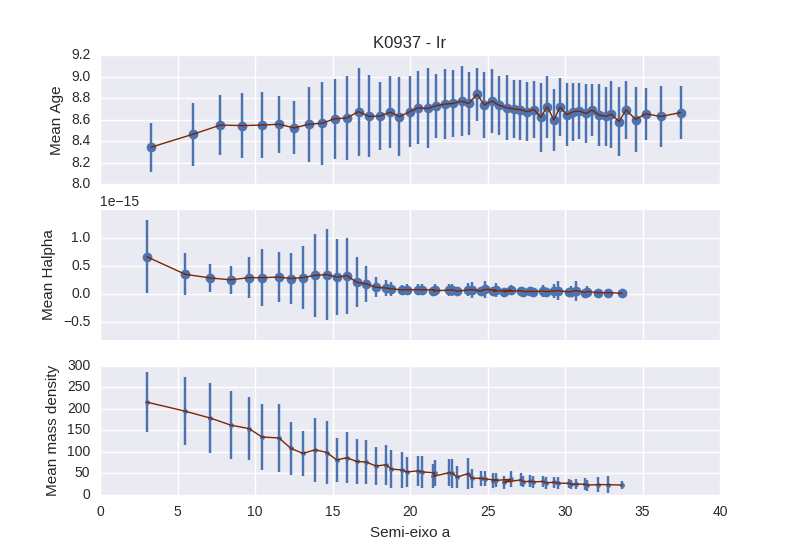 K0937 - Ir
Mean Age
9.2
9.0
8.8
8.6
8.4
8.2
8.0
1e−15
Mean Halpha
1.0
0.5
0.0
−0.5
Mean mass density
300
250
200
150
100
50
0
0 5 10 15 20 25 30 35 40
Semi-eixo a